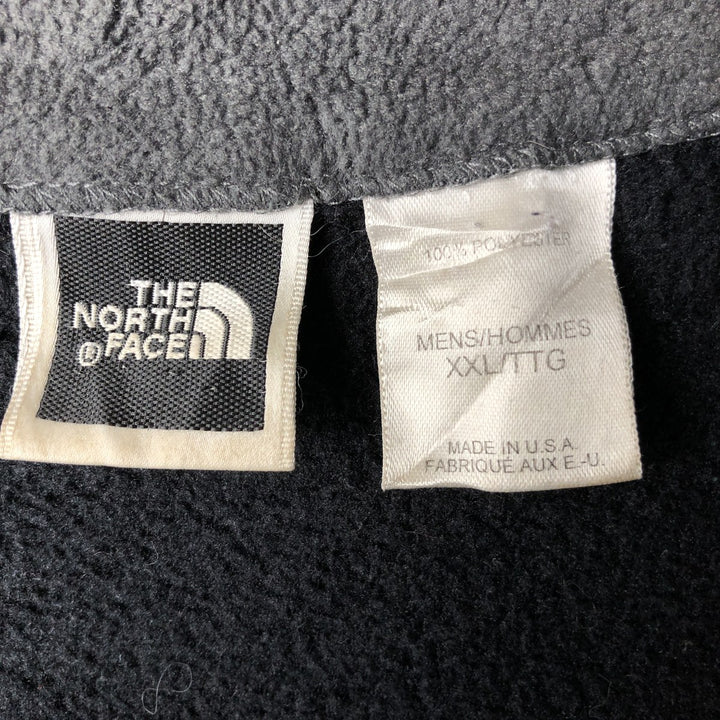 THE
NORTH
® FACE
100% POLYESTER
MENS/HOMMES
XXL/TTG
MADE IN U.S.A.
FABRIQUÉ AUX E.-U.